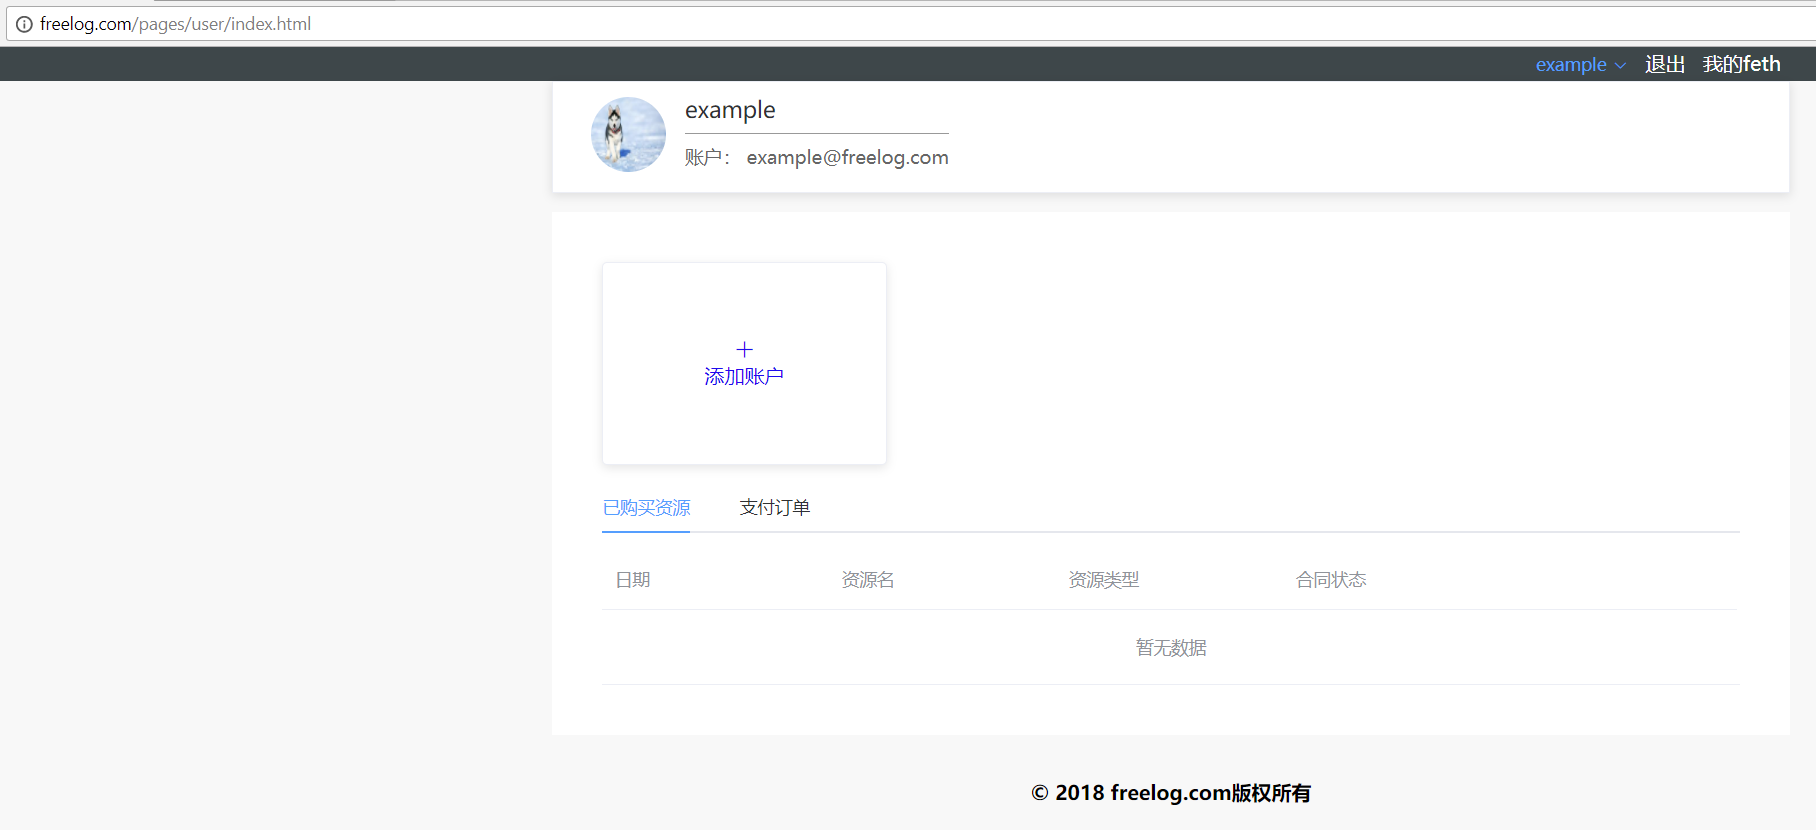 freelog.com/pages/user/index.html
example 退出 我的feth
example
账户： example@freelog.com
添加账户
已购买资源 支付订单
日期 资源名 资源类型 合同状态
暂无数据
© 2018 freelog.com版权所有